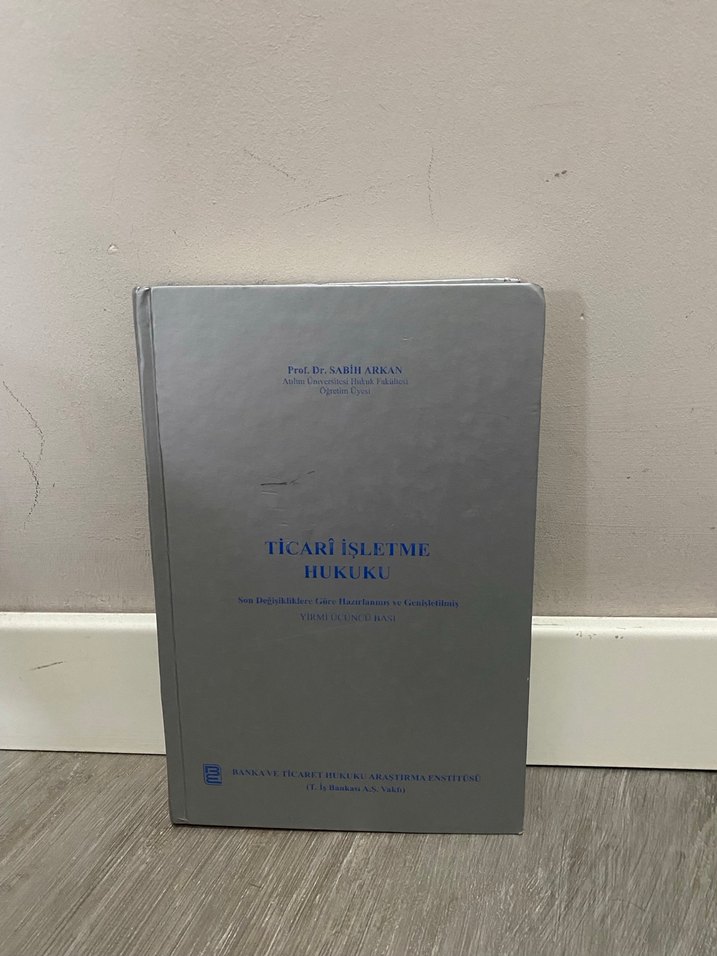 Prof. Dr. SABİH ARKAN
Atılım Üniversitesi Hukuk Fakültesi
Öğretim Üyesi
TİCARÎ İŞLETME
HUKUKU
Son Değişikliklere Göre Hazırlanmış ve Genişletilmiş
YİRMİ ÜÇÜNCÜ BASI
BANKA VE TİCARET HUKUKU ARAŞTIRMA ENSTİTÜSÜ
(T. İş Bankası A.Ş. Vakfı)